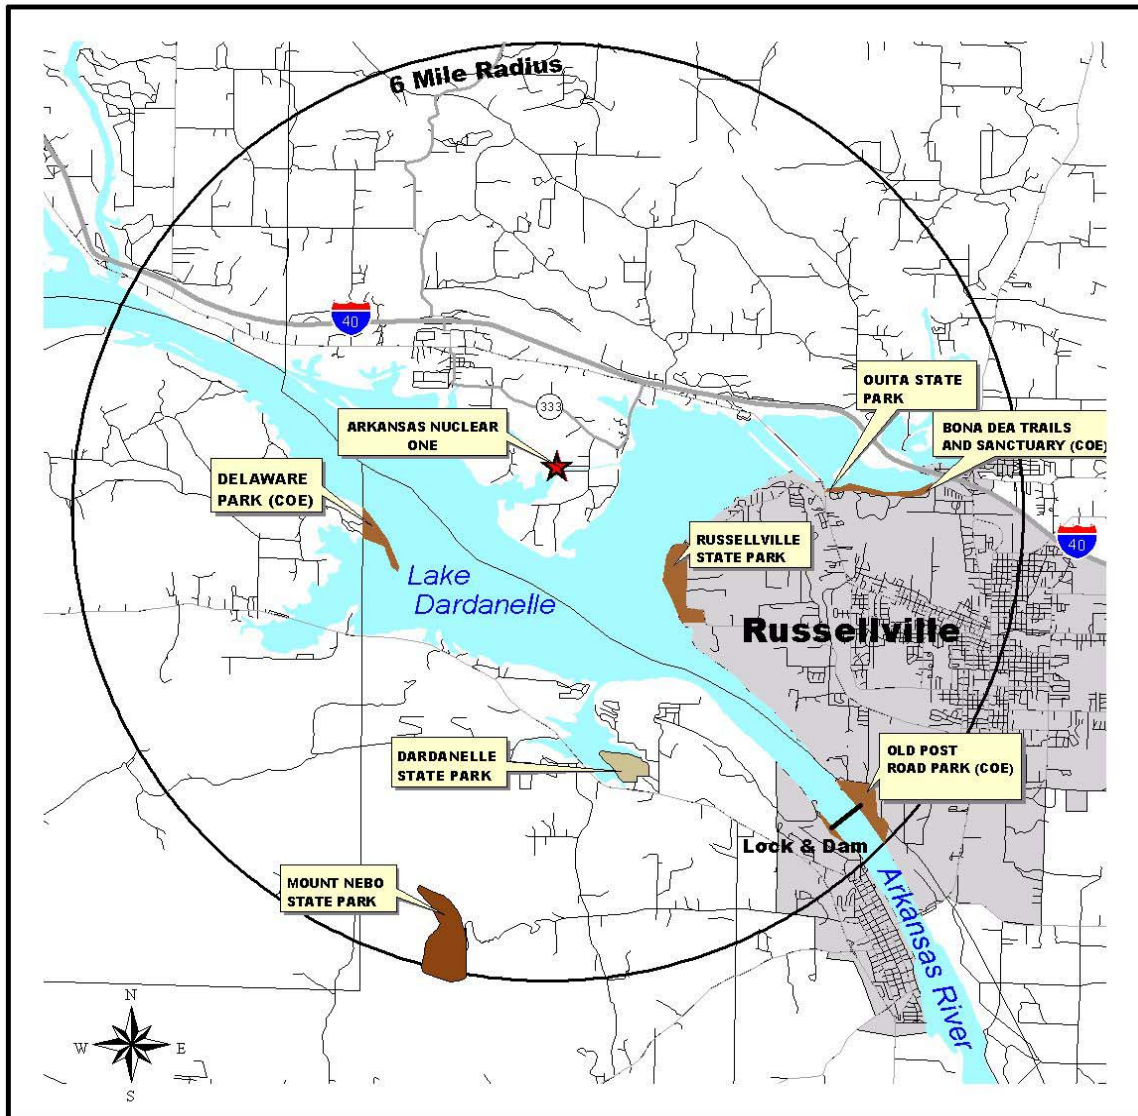 6 Mile Radius
40
333
OUITA STATE
PARK
ARKANSAS NUCLEAR
ONE
BONA DEA TRAILS
AND SANCTUARY (COE)
DELAWARE
PARK (COE)
RUSSELLVILLE
STATE PARK
40
Lake
Dardanelle
Russellville
DARDANELLE
STATE PARK
OLD POST
ROAD PARK (COE)
Lock & Dam
MOUNT NEBO
STATE PARK
Arkansas River
N
W E
S